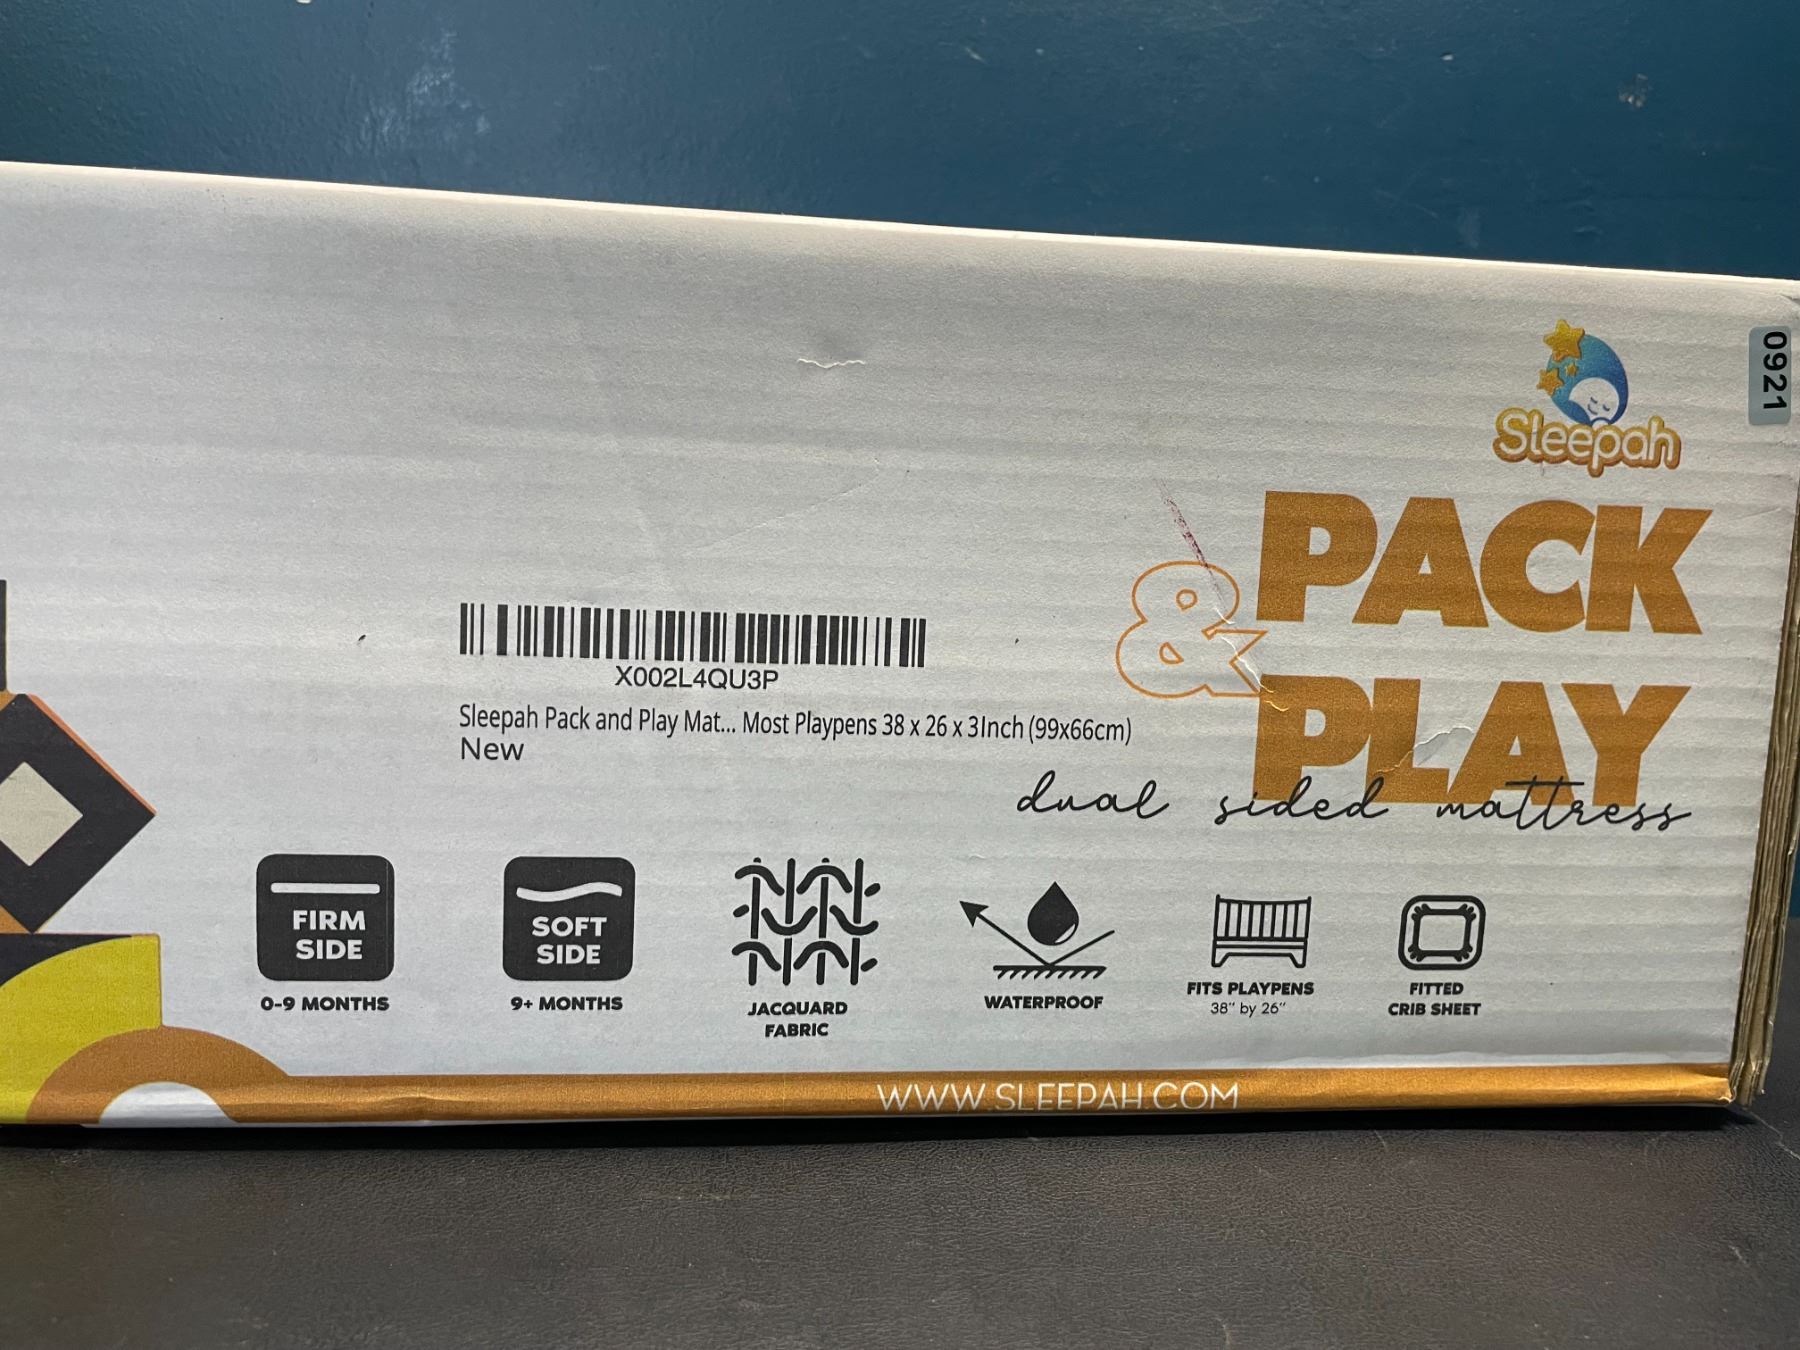 0921
Sleepah
PACK
&
PLAY
dual sided mattress
X002L4QU3P
Sleepah Pack and Play Mat... Most Playpens 38 x 26 x 3Inch (99x66cm)
New
FIRM
SIDE
0-9 MONTHS
SOFT
SIDE
9+ MONTHS
JACQUARD
FABRIC
WATERPROOF
FITS PLAYPENS
38" by 26"
FITTED
CRIB SHEET
WWW.SLEEPAH.COM